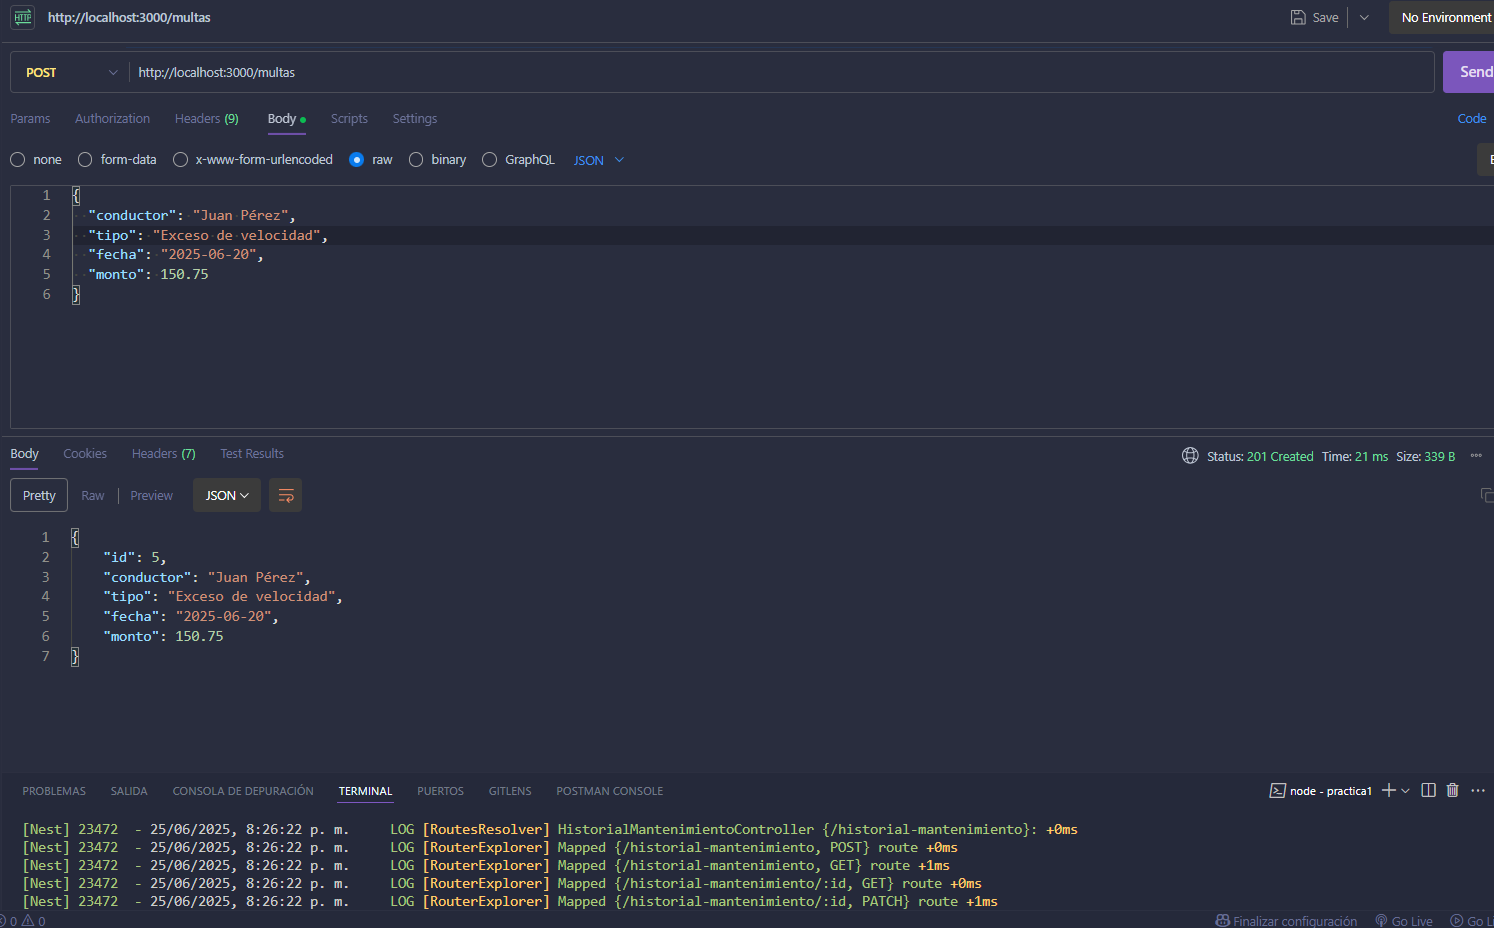 HTTP http://localhost:3000/multas Save No Environment
POST http://localhost:3000/multas Send
Params Authorization Headers (9) Body Scripts Settings Code
none form-data x-www-form-urlencoded raw binary GraphQL JSON
1 {
2 "conductor": "Juan Pérez",
3 "tipo": "Exceso de velocidad",
4 "fecha": "2025-06-20",
5 "monto": 150.75
6 }
Body Cookies Headers (7) Test Results Status: 201 Created Time: 21 ms Size: 339 B
Pretty Raw Preview JSON
1 {
2 "id": 5,
3 "conductor": "Juan Pérez",
4 "tipo": "Exceso de velocidad",
5 "fecha": "2025-06-20",
6 "monto": 150.75
7 }
PROBLEMAS SALIDA CONSOLA DE DEPURACIÓN TERMINAL PUERTOS GITLENS POSTMAN CONSOLE node - practica1
[Nest] 23472 - 25/06/2025, 8:26:22 p. m. LOG [RoutesResolver] HistorialMantenimientoController {/historial-mantenimiento}: +0ms
[Nest] 23472 - 25/06/2025, 8:26:22 p. m. LOG [RouterExplorer] Mapped {/historial-mantenimiento, POST} route +0ms
[Nest] 23472 - 25/06/2025, 8:26:22 p. m. LOG [RouterExplorer] Mapped {/historial-mantenimiento, GET} route +1ms
[Nest] 23472 - 25/06/2025, 8:26:22 p. m. LOG [RouterExplorer] Mapped {/historial-mantenimiento/:id, GET} route +0ms
[Nest] 23472 - 25/06/2025, 8:26:22 p. m. LOG [RouterExplorer] Mapped {/historial-mantenimiento/:id, PATCH} route +1ms
0 0 Finalizar configuración Go Live Go